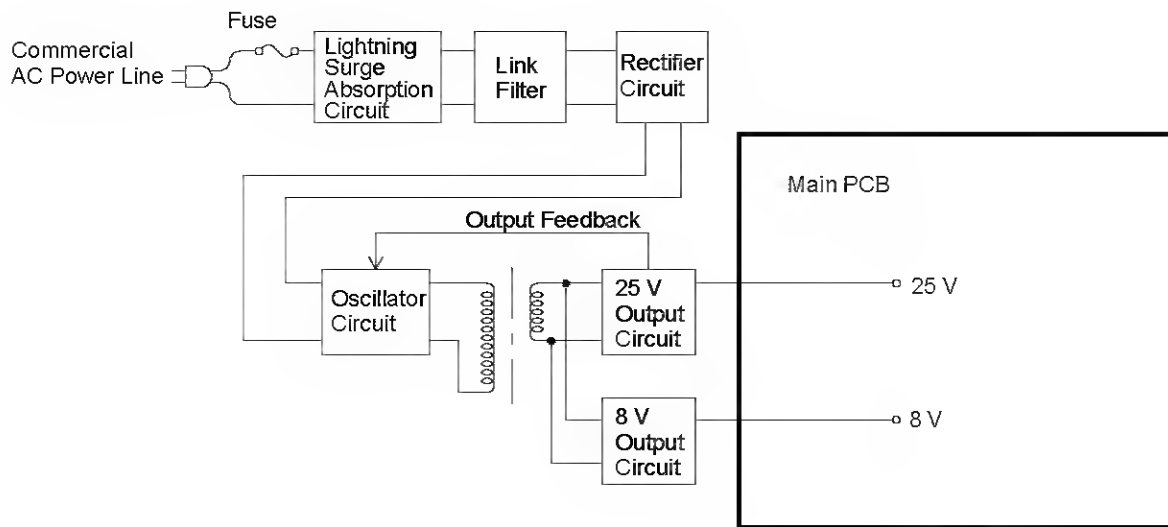 Fuse
Commercial
AC Power Line
Lightning
Surge
Absorption
Circuit
Link
Filter
Rectifier
Circuit
Main PCB
Output Feedback
Oscillator
Circuit
25 V
Output
Circuit
25 V
8 V
Output
Circuit
8 V